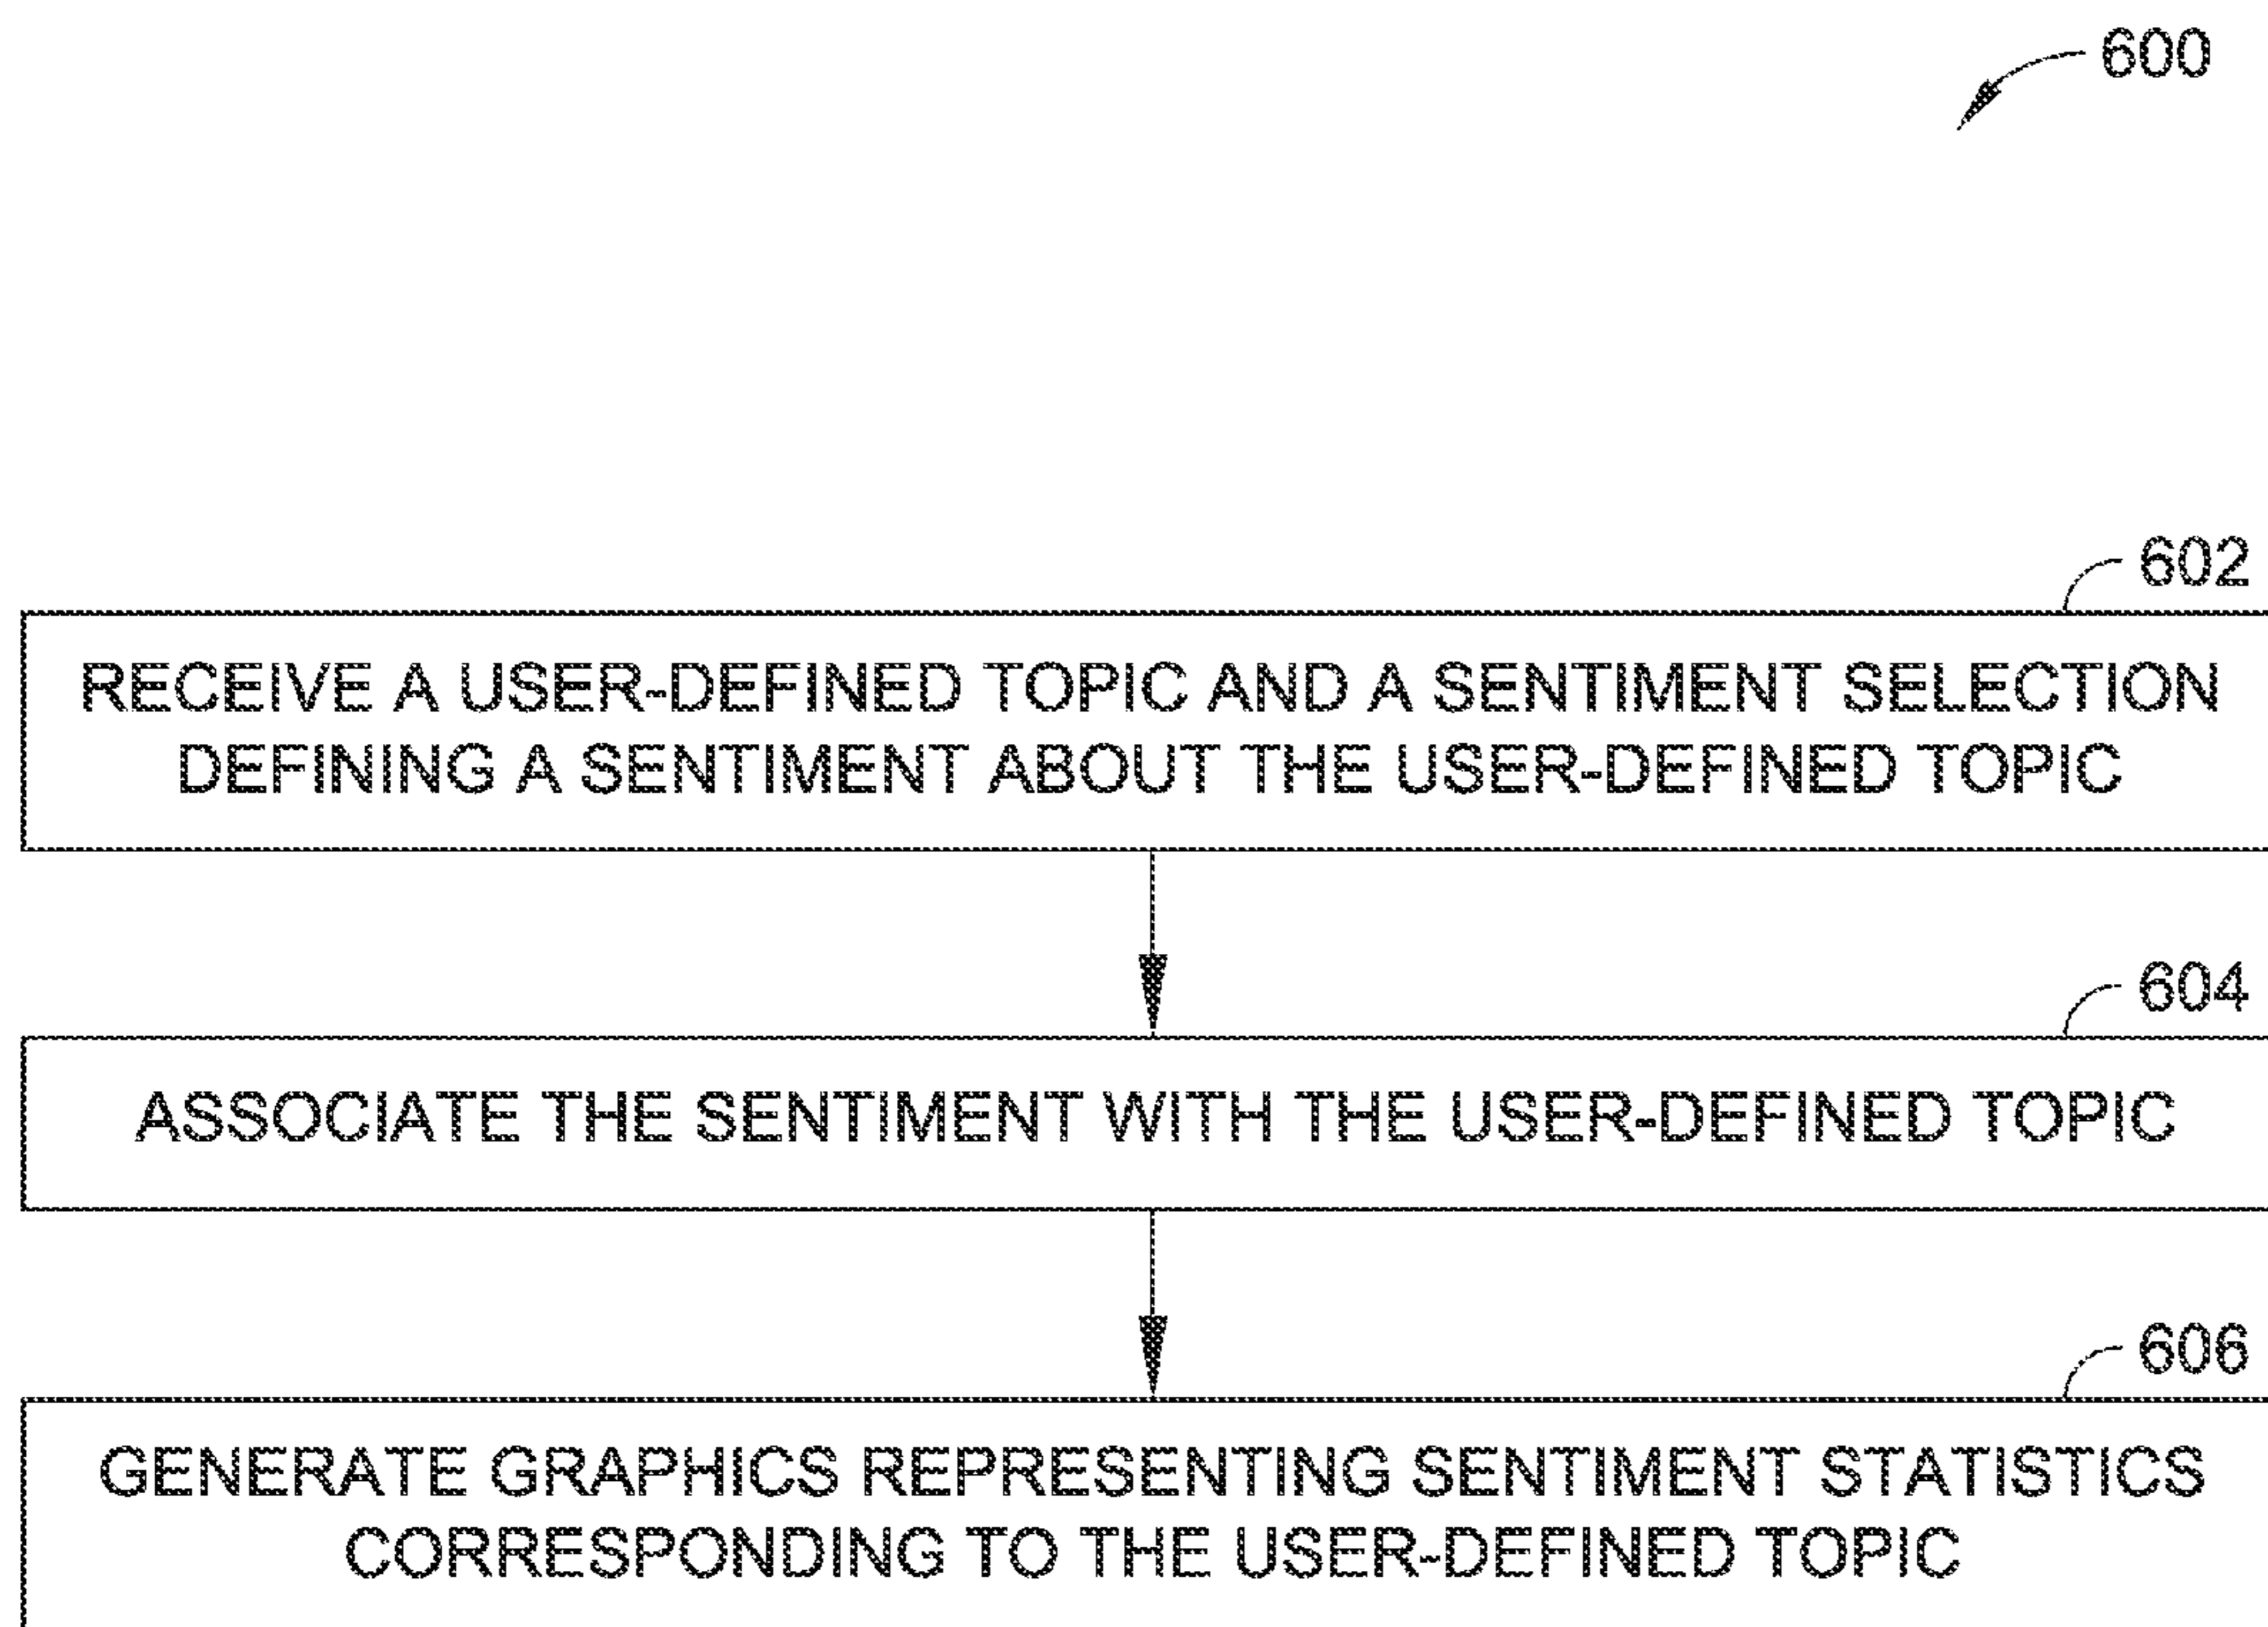 600
602
RECEIVE A USER-DEFINED TOPIC AND A SENTIMENT SELECTION
DEFINING A SENTIMENT ABOUT THE USER-DEFINED TOPIC
604
ASSOCIATE THE SENTIMENT WITH THE USER-DEFINED TOPIC
606
GENERATE GRAPHICS REPRESENTING SENTIMENT STATISTICS
CORRESPONDING TO THE USER-DEFINED TOPIC